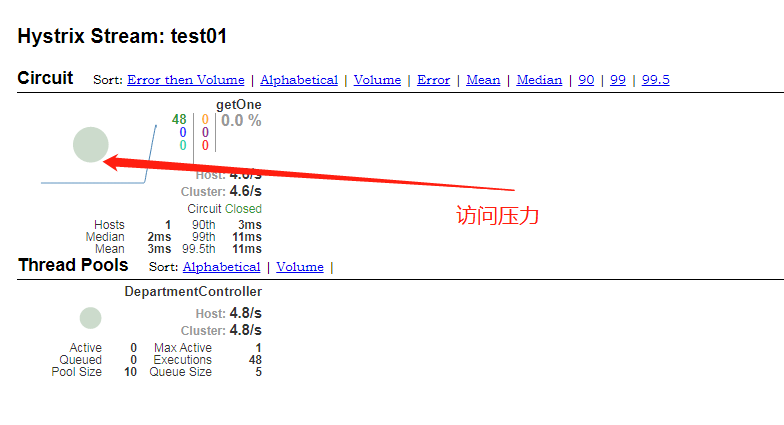 Hystrix Stream: test01
Circuit Sort: Error then Volume | Alphabetical | Volume | Error | Mean | Median | 90 | 99 | 99.5
getOne
48 0 0.0 %
0 0
0 0
Host: 4.6/s
Cluster: 4.6/s
Circuit Closed
Hosts 1 90th 3ms
Median 2ms 99th 11ms
Mean 3ms 99.5th 11ms
访问压力
Thread Pools Sort: Alphabetical | Volume |
DepartmentController
Host: 4.8/s
Cluster: 4.8/s
Active 0 Max Active 1
Queued 0 Executions 48
Pool Size 10 Queue Size 5